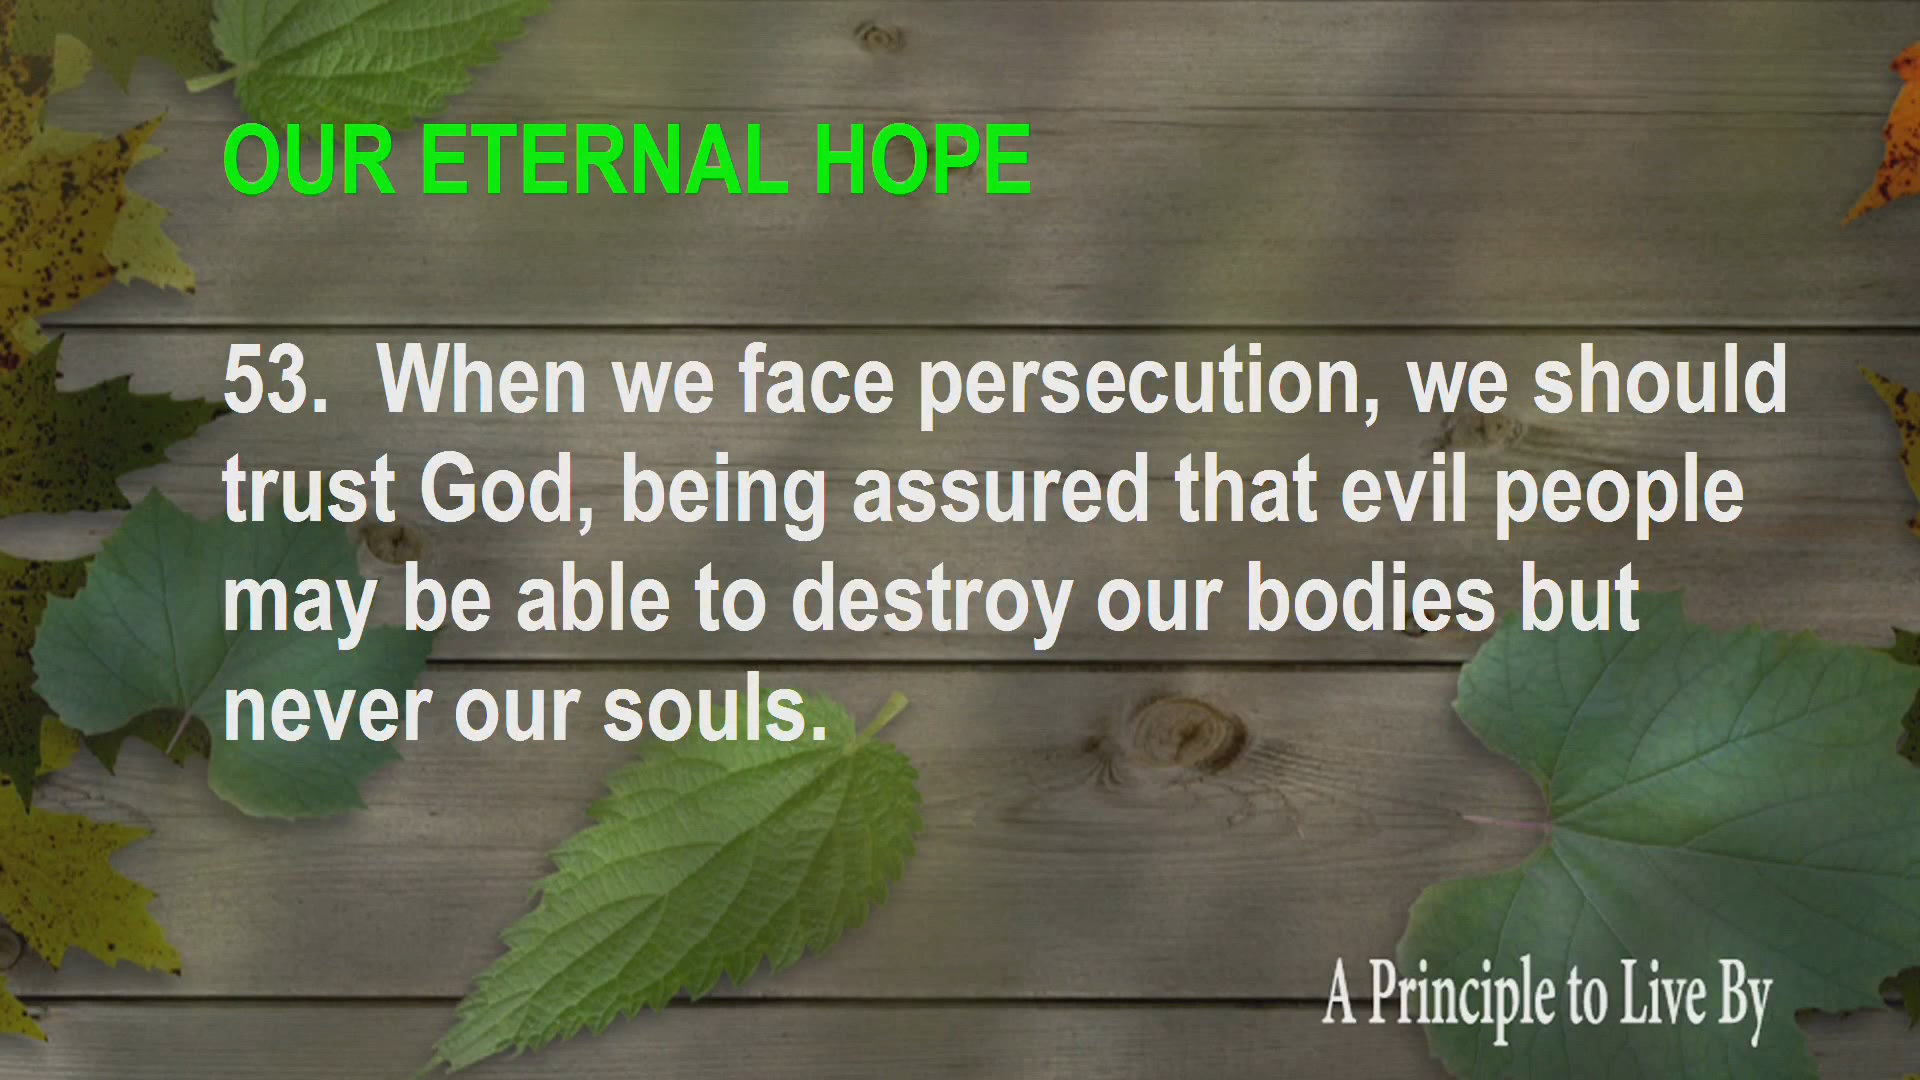 OUR ETERNAL HOPE
53. When we face persecution, we should
trust God, being assured that evil people
may be able to destroy our bodies but
never our souls.
A Principle to Live By